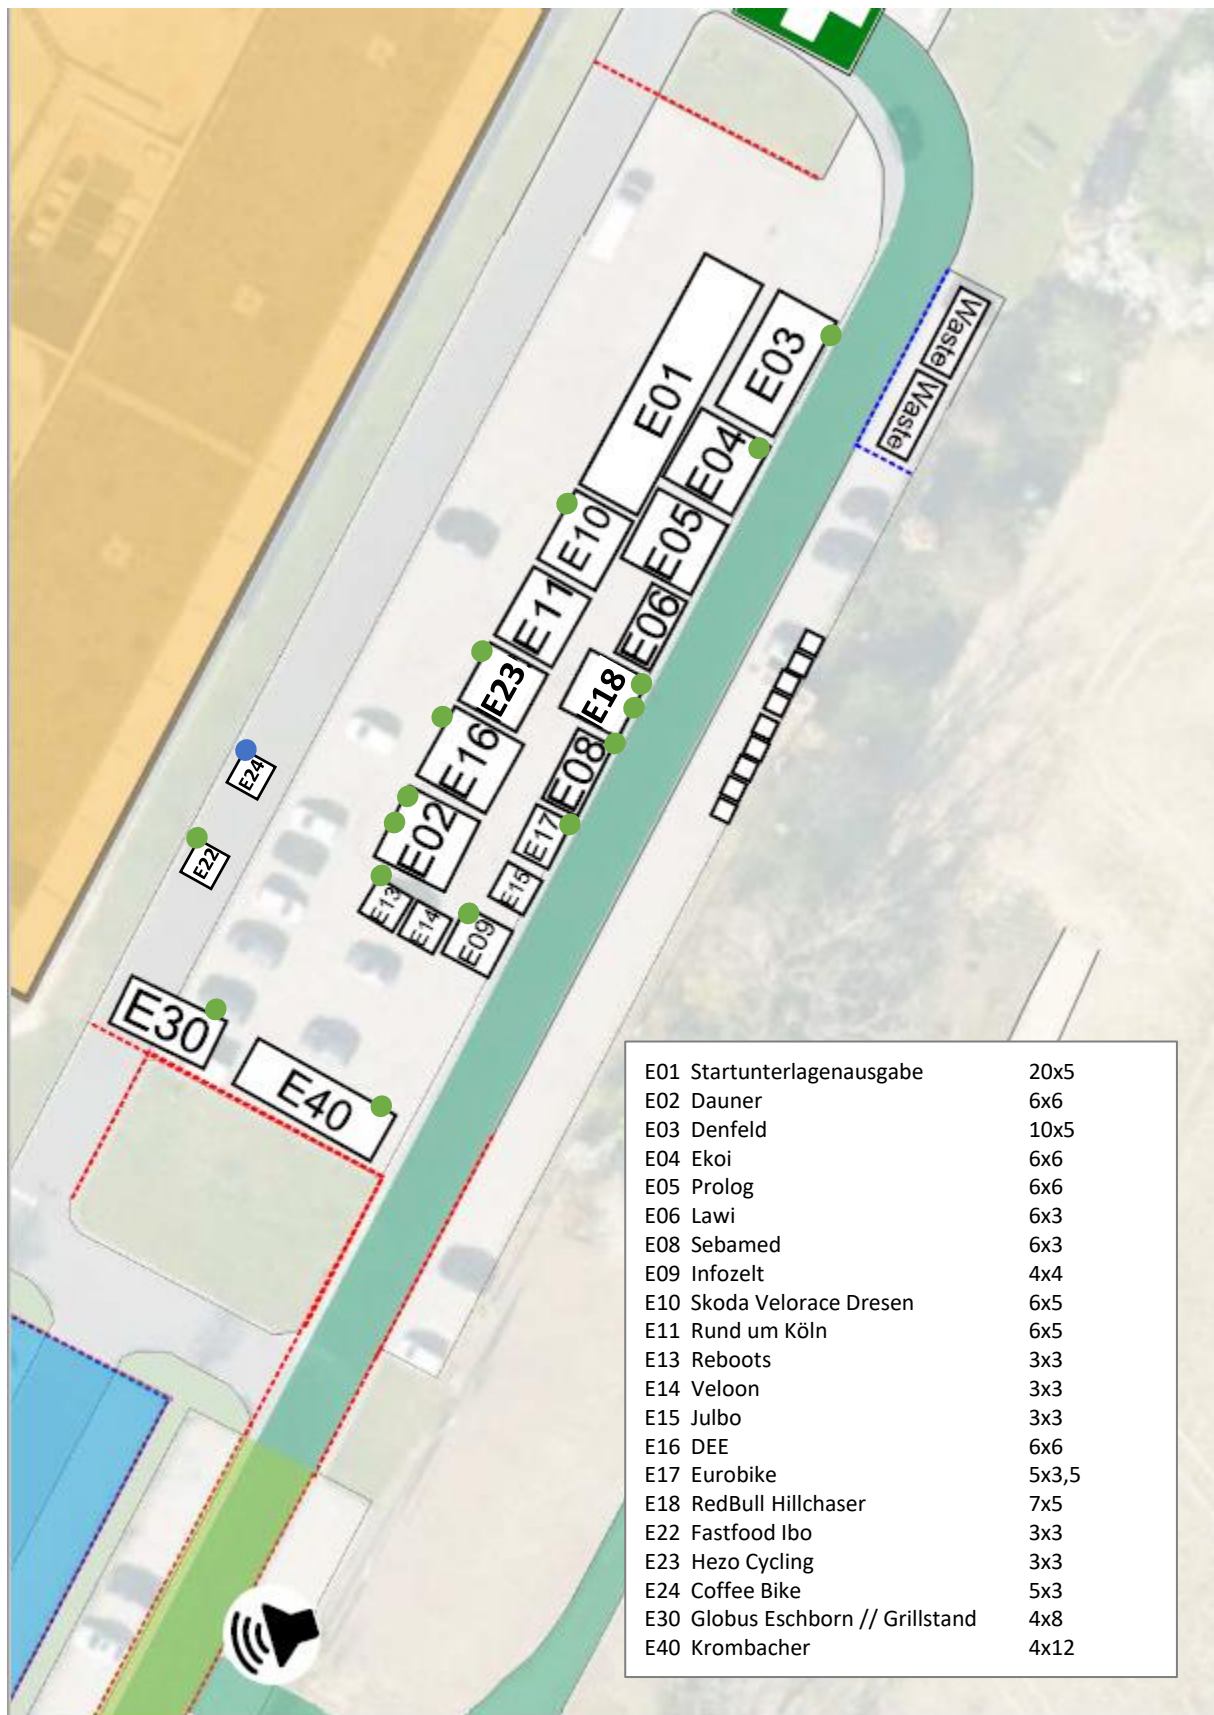 E01
E03
Waste
Waste
E04
E10
E05
E11
E06
E23
E18
E16
E08
E24
E02
E17
E22
E15
E13
E14
E09
E30
E40
E01 Startunterlagenausgabe 20x5
E02 Dauner 6x6
E03 Denfeld 10x5
E04 Ekoi 6x6
E05 Prolog 6x6
E06 Lawi 6x3
E08 Sebamed 6x3
E09 Infozelt 4x4
E10 Skoda Velorace Dresen 6x5
E11 Rund um Köln 6x5
E13 Reboots 3x3
E14 Veloon 3x3
E15 Julbo 3x3
E16 DEE 6x6
E17 Eurobike 5x3,5
E18 RedBull Hillchaser 7x5
E22 Fastfood Ibo 3x3
E23 Hezo Cycling 3x3
E24 Coffee Bike 5x3
E30 Globus Eschborn // Grillstand 4x8
E40 Krombacher 4x12